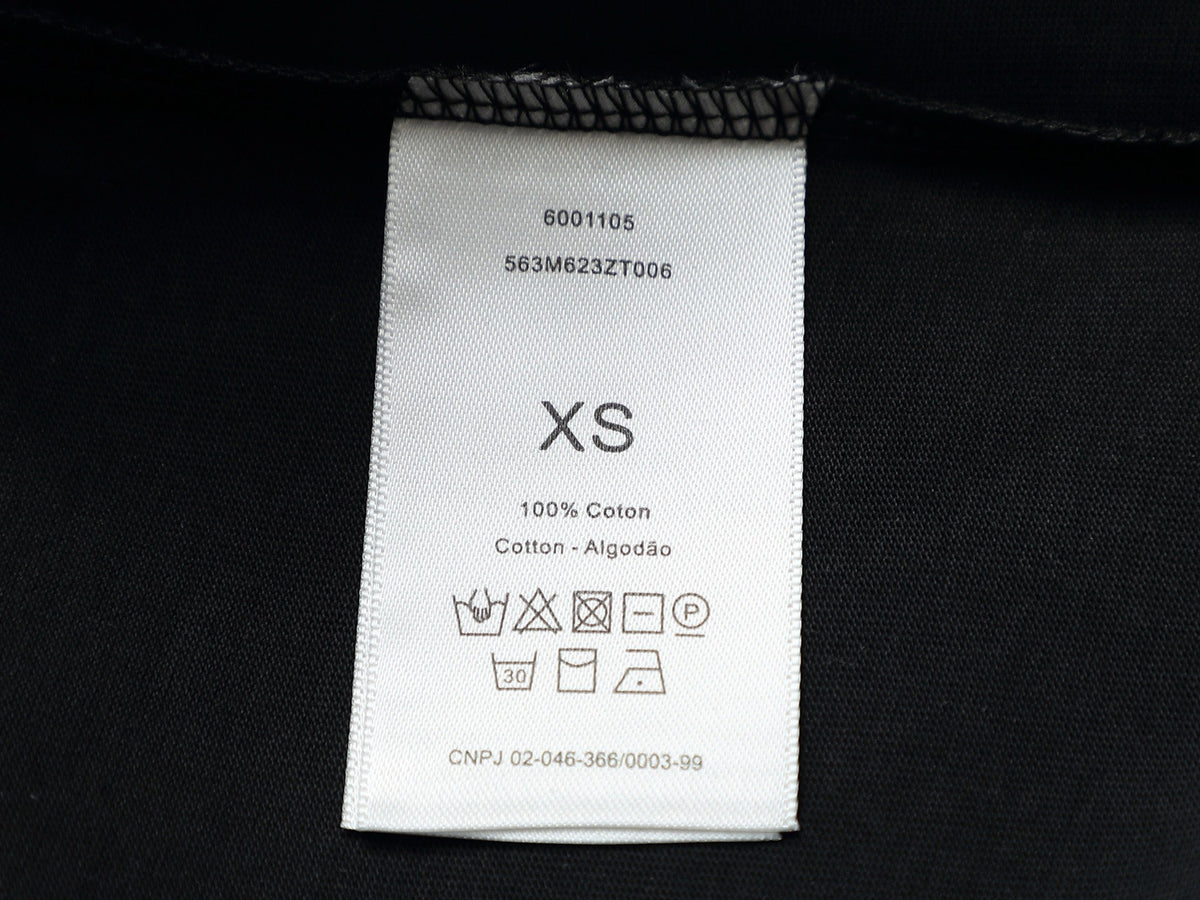 6001105
563M623ZT006
XS
100% Coton
Cotton - Algodão
P
30
CNPJ 02-046-366/0003-99